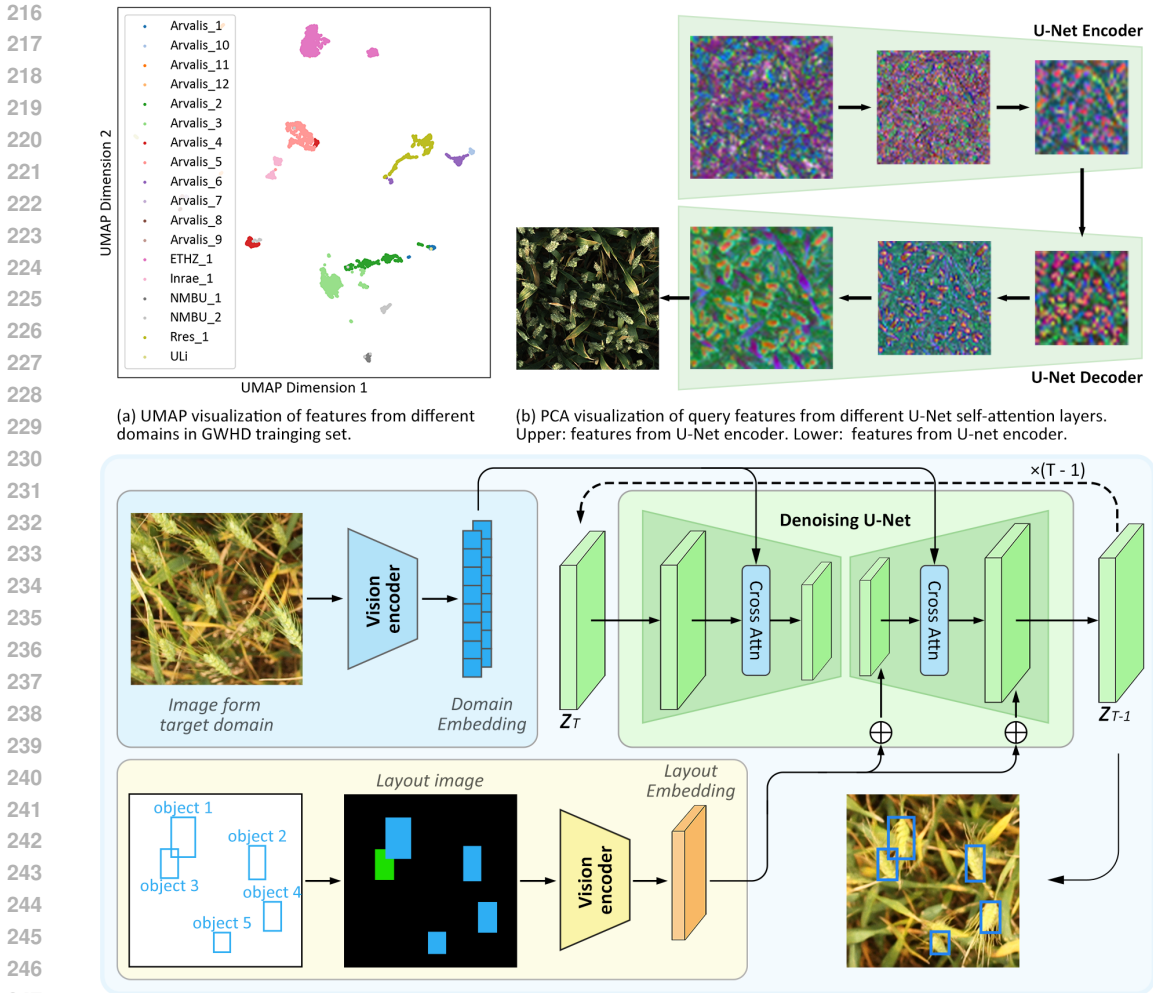 216
217
218
219
220
221
222
223
224
225
226
227
228
229
230
231
232
233
234
235
236
237
238
239
240
241
242
243
244
245
246
UMAP Dimension 2
Arvalis_1
Arvalis_10
Arvalis_11
Arvalis_12
Arvalis_2
Arvalis_3
Arvalis_4
Arvalis_5
Arvalis_6
Arvalis_7
Arvalis_8
Arvalis_9
ETHZ_1
Inrae_1
NMBU_1
NMBU_2
Rres_1
ULi
UMAP Dimension 1
(a) UMAP visualization of features from different
domains in GWHD trainging set.
U-Net Encoder
U-Net Decoder
(b) PCA visualization of query features from different U-Net self-attention layers.
Upper: features from U-Net encoder. Lower: features from U-net encoder.
Vision
encoder
Image form
target domain
Domain
Embedding
×(T - 1)
Denoising U-Net
Cross Attn
Cross Attn
ZT
ZT-1
object 1
object 2
object 3
object 4
object 5
Layout image
Vision
encoder
Layout
Embedding